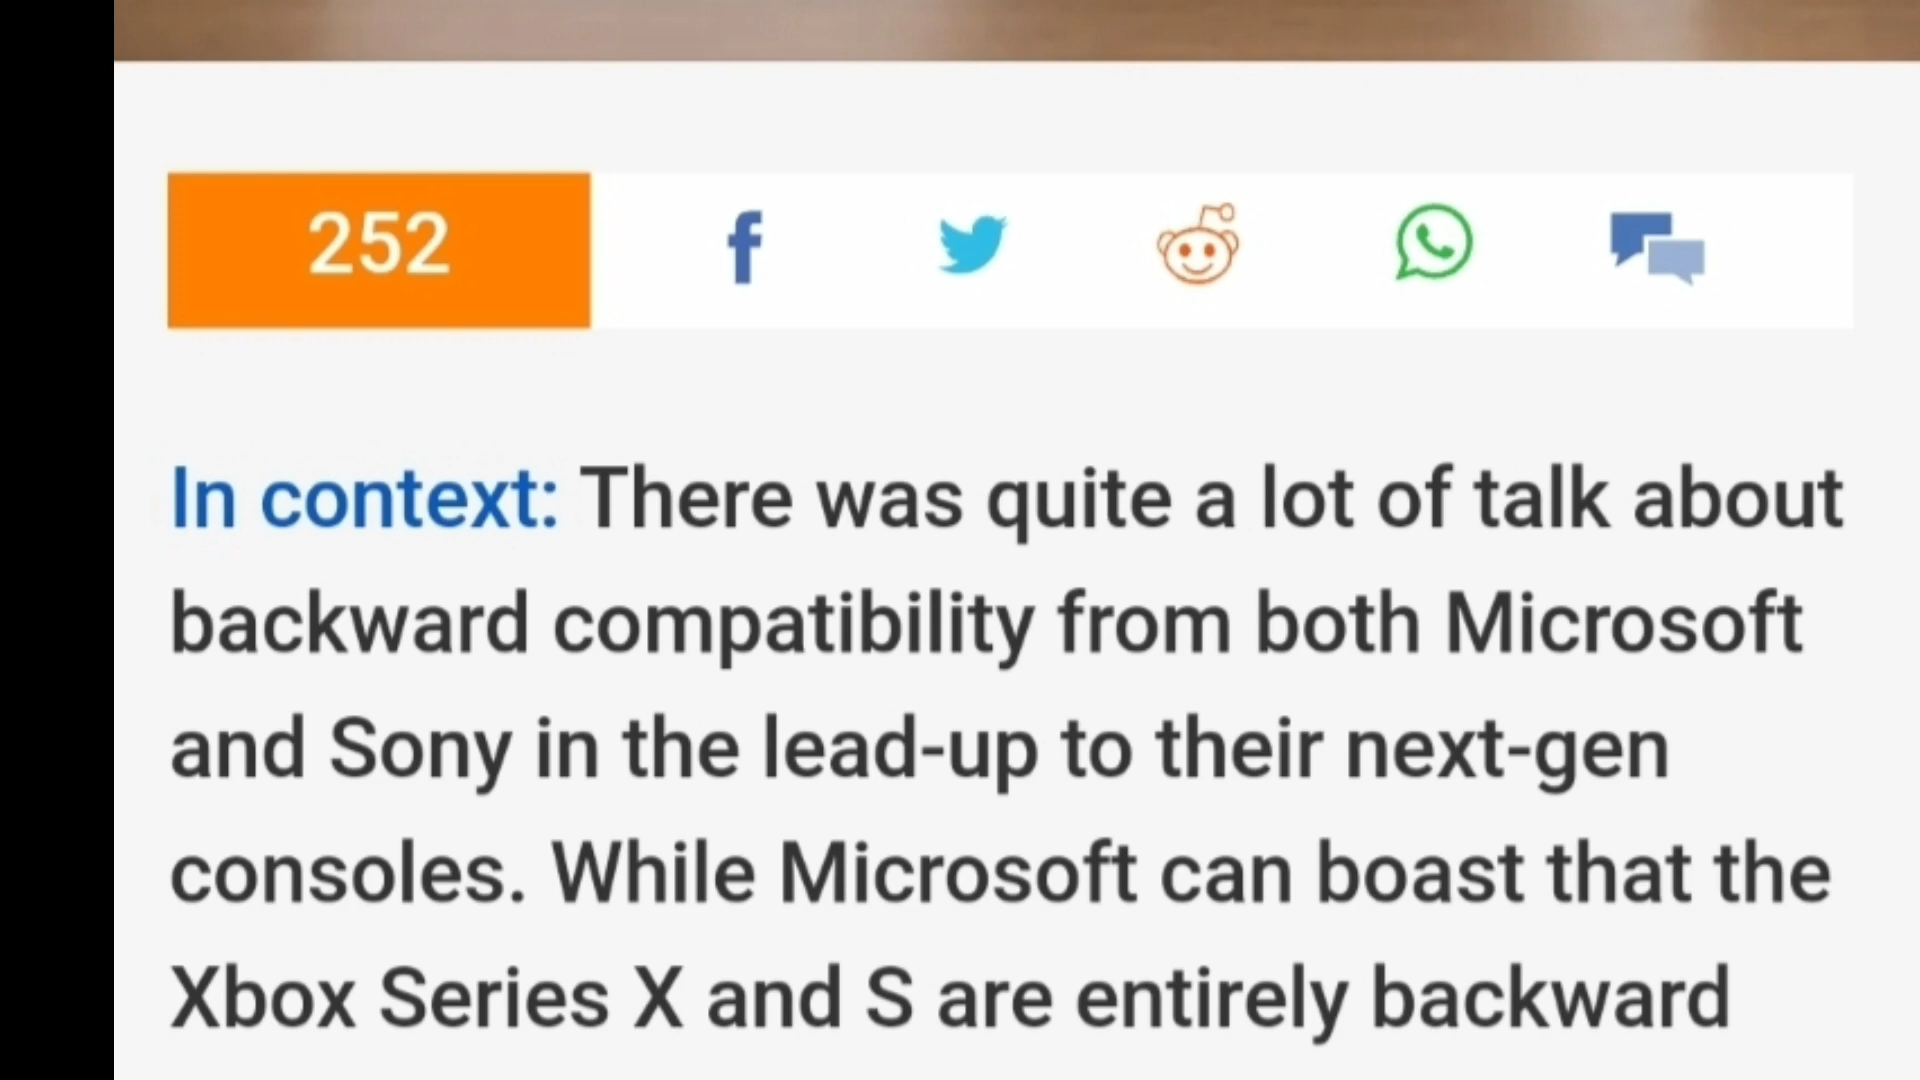 252
In context: There was quite a lot of talk about
backward compatibility from both Microsoft
and Sony in the lead-up to their next-gen
consoles. While Microsoft can boast that the
Xbox Series X and S are entirely backward